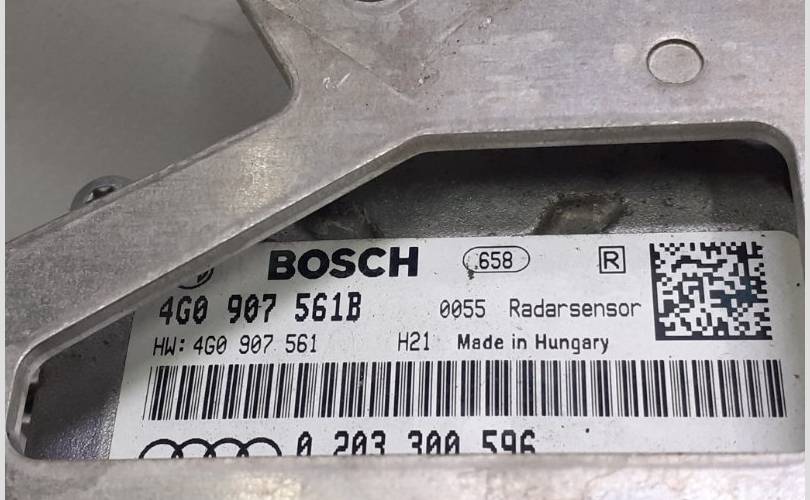 BOSCH 658 R
4G0 907 561B 0055 Radarsensor
HW: 4G0 907 561 H21 Made in Hungary
0 203 300 596